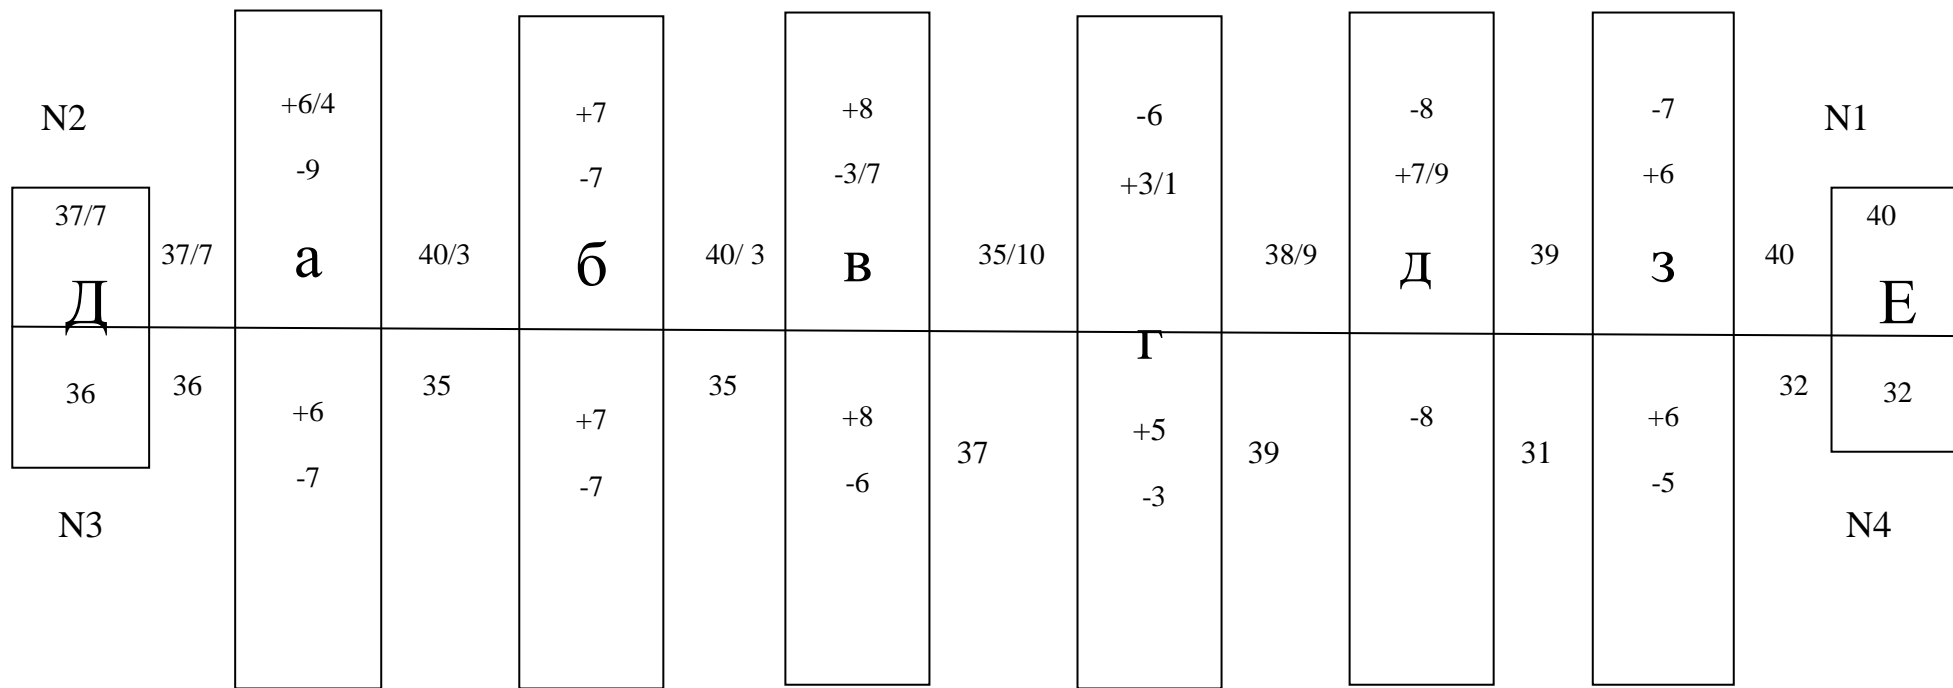 +6/4 +7 +8 -6 -8 -7
N2 N1
-9 -7 -3/7 +3/1 +7/9 +6
37/7 40
37/7 а 40/3 б 40/ 3 в 35/10 38/9 д 39 з 40
Д Е
г
36 36 35 35 32 32
+6 +7 +8 +5 -8 +6
37 39 31
-7 -7 -6 -3 -5
N3 N4